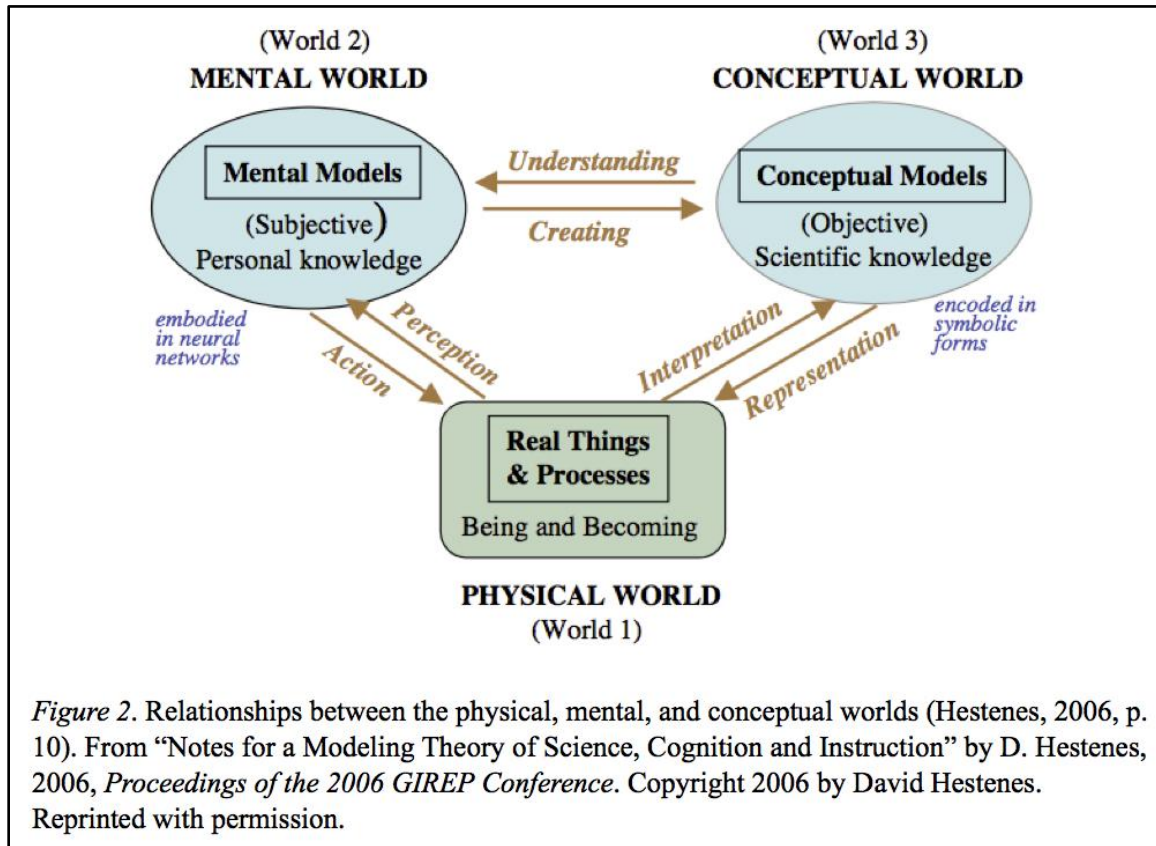 (World 2)
MENTAL WORLD
(World 3)
CONCEPTUAL WORLD
Mental Models
(Subjective)
Personal knowledge
Understanding
Creating
Conceptual Models
(Objective)
Scientific knowledge
embodied
in neural
networks
Action
Perception
Interpretation
Representation
encoded in
symbolic
forms
Real Things
& Processes
Being and Becoming
PHYSICAL WORLD
(World 1)
Figure 2. Relationships between the physical, mental, and conceptual worlds (Hestenes, 2006, p.
10). From “Notes for a Modeling Theory of Science, Cognition and Instruction” by D. Hestenes,
2006, Proceedings of the 2006 GIREP Conference. Copyright 2006 by David Hestenes.
Reprinted with permission.